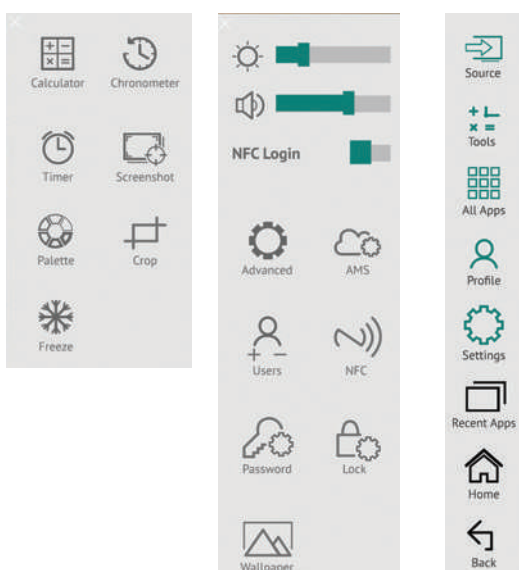 Calculator Chronometer
Timer Screenshot
Palette Crop
Freeze
NFC Login
Advanced AMS
Users NFC
Password Lock
Wallpaper
Source
Tools
All Apps
Profile
Settings
Recent Apps
Home
Back